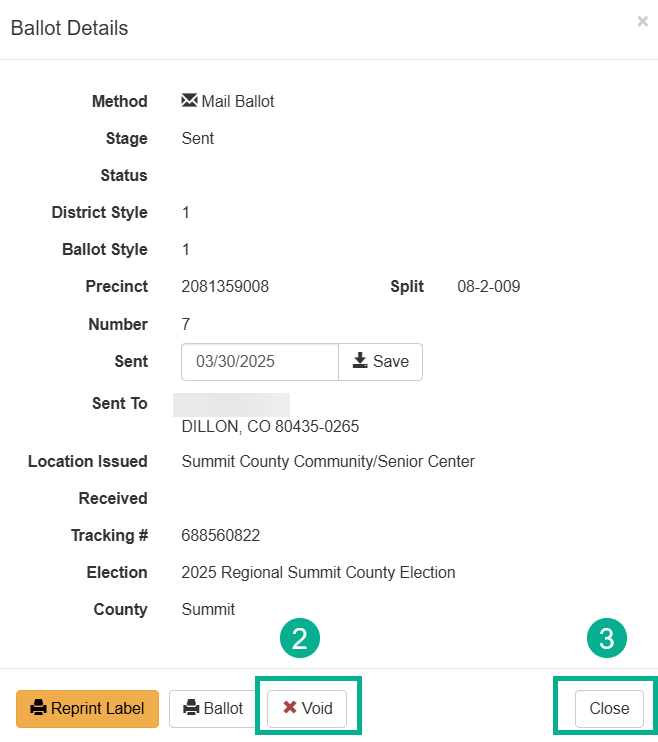 Ballot Details ×
Method Mail Ballot
Stage Sent
Status
District Style 1
Ballot Style 1
Precinct 2081359008 Split 08-2-009
Number 7
Sent 03/30/2025 Save
Sent To
DILLON, CO 80435-0265
Location Issued Summit County Community/Senior Center
Received
Tracking # 688560822
Election 2025 Regional Summit County Election
County Summit
2 3
Reprint Label Ballot Void Close